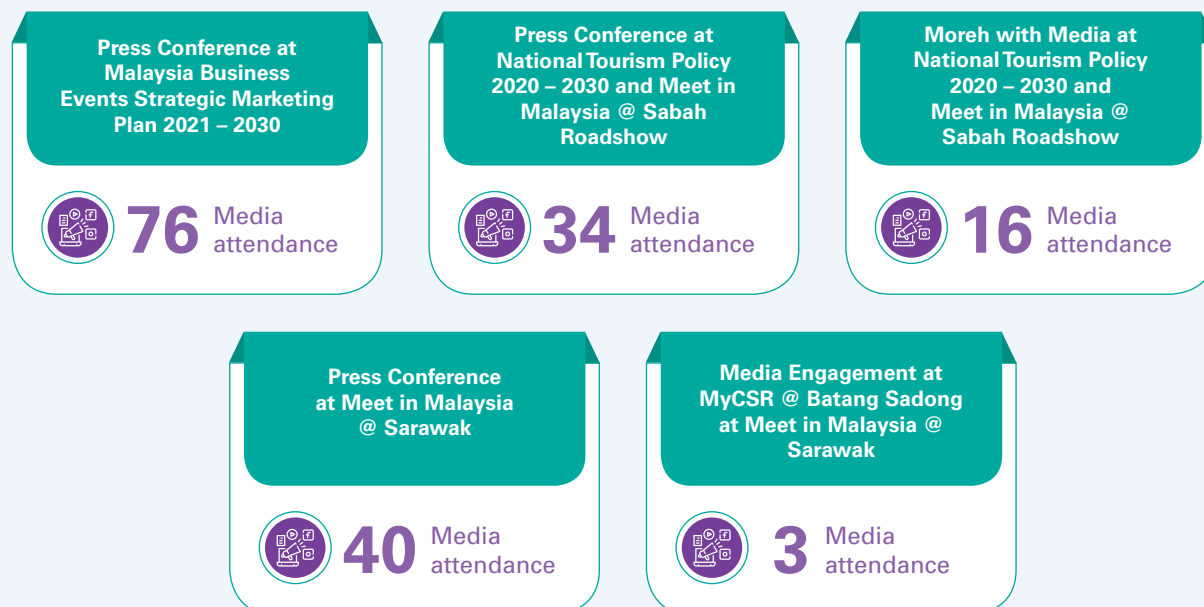 Press Conference at
Malaysia Business
Events Strategic Marketing
Plan 2021 – 2030
76 Media
attendance
Press Conference at
National Tourism Policy
2020 – 2030 and Meet in
Malaysia @ Sabah
Roadshow
34 Media
attendance
Moreh with Media at
National Tourism Policy
2020 – 2030 and
Meet in Malaysia @
Sabah Roadshow
16 Media
attendance
Press Conference
at Meet in Malaysia
@ Sarawak
40 Media
attendance
Media Engagement at
MyCSR @ Batang Sadong
at Meet in Malaysia @
Sarawak
3 Media
attendance